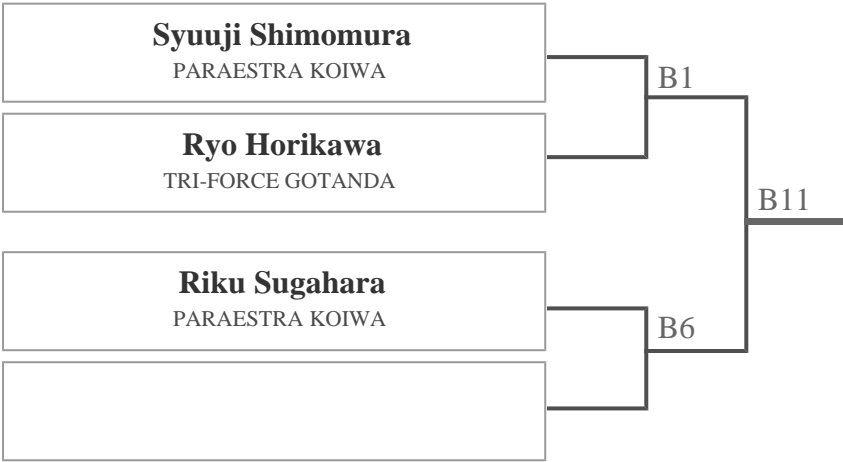 Syuuji Shimomura
PARAESTRA KOIWA
B1
Ryo Horikawa
TRI-FORCE GOTANDA
B11
Riku Sugahara
PARAESTRA KOIWA
B6